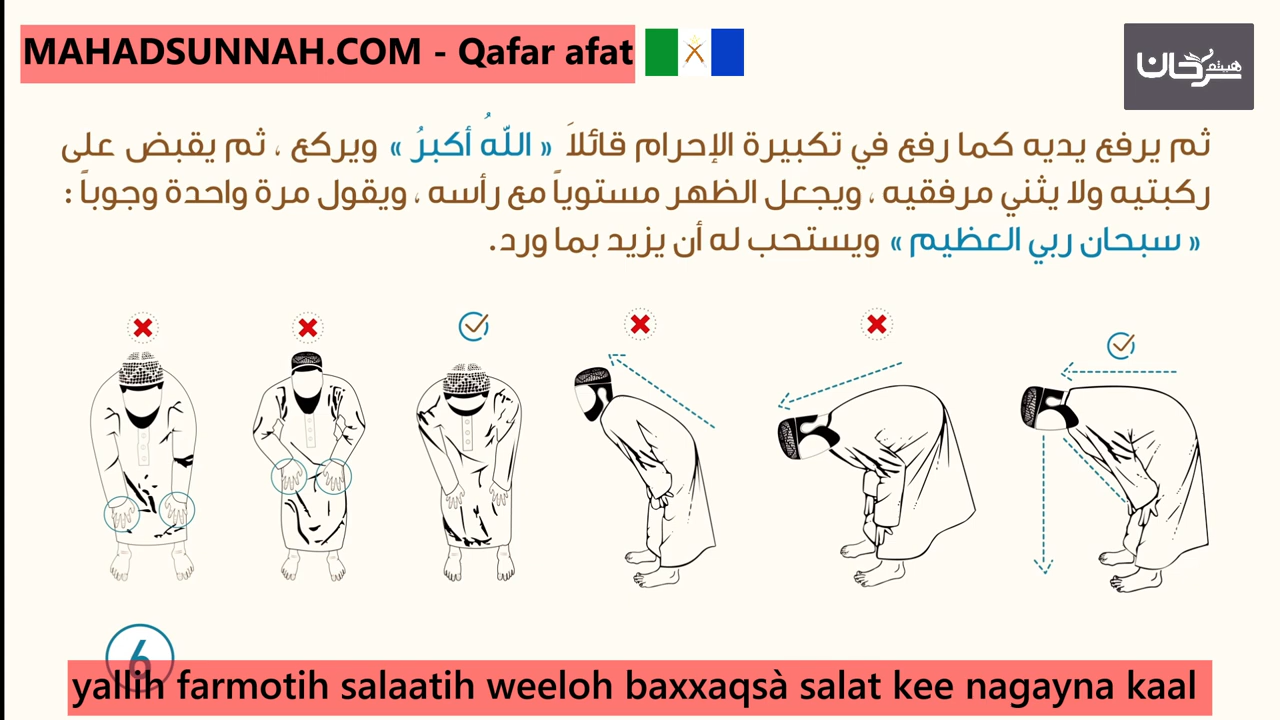 MAHADSUNNAH.COM - Qafar afat
هيثم
سرحان
ثم يرفع يديه كما رفع في تكبيرة الإحرام قائلاً « اللّهُ أكبرُ » ويركع ، ثم يقبض على
ركبتيه ولا يثني مرفقيه ، ويجعل الظهر مستوياً مع رأسه ، ويقول مرة واحدة وجوباً :
« سبحان ربي العظيم » ويستحب له أن يزيد بما ورد.
6
yallih farmotih salaatih weeloh baxxaqsà salat kee nagayna kaal